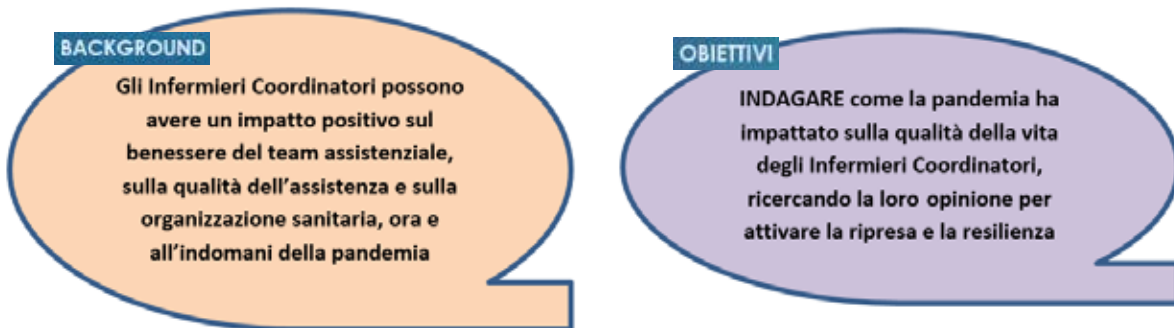 BACKGROUND
Gli Infermieri Coordinatori possono
avere un impatto positivo sul
benessere del team assistenziale,
sulla qualità dell'assistenza e sulla
organizzazione sanitaria, ora e
all'indomani della pandemia
OBIETTIVI
INDAGARE come la pandemia ha
impattato sulla qualità della vita
degli Infermieri Coordinatori,
ricercando la loro opinione per
attivare la ripresa e la resilienza